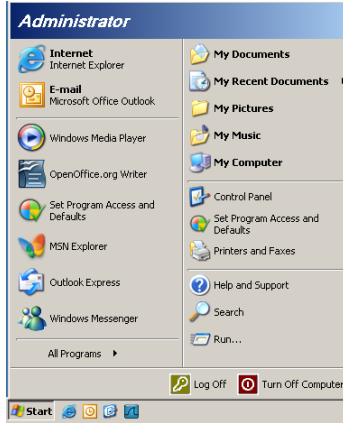 Administrator
Internet
Internet Explorer
E-mail
Microsoft Office Outlook
Windows Media Player
OpenOffice.org Writer
Set Program Access and
Defaults
MSN Explorer
Outlook Express
Windows Messenger
All Programs
My Documents
My Recent Documents
My Pictures
My Music
My Computer
Control Panel
Set Program Access and
Defaults
Printers and Faxes
Help and Support
Search
Run...
Log Off
Turn Off Computer
Start